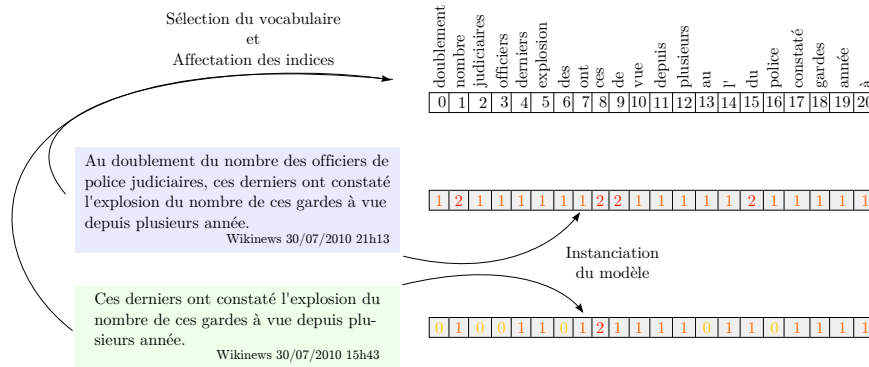 Sélection du vocabulaire
et
Affectation des indices
doublement nombre judiciaires officiers derniers explosion des ont ces de vue depuis plusieurs au l' du police constaté gardes année à
0 1 2 3 4 5 6 7 8 9 10 11 12 13 14 15 16 17 18 19 20
Au doublement du nombre des officiers de
police judiciaires, ces derniers ont constaté
l'explosion du nombre de ces gardes à vue
depuis plusieurs année.
Wikinews 30/07/2010 21h13
1 2 1 1 1 1 1 1 2 2 1 1 1 1 1 2 1 1 1 1 1
Instanciation
du modèle
Ces derniers ont constaté l'explosion du
nombre de ces gardes à vue depuis plu-
sieurs année.
Wikinews 30/07/2010 15h43
0 1 0 0 1 1 0 1 2 1 1 1 1 0 1 1 0 1 1 1 1